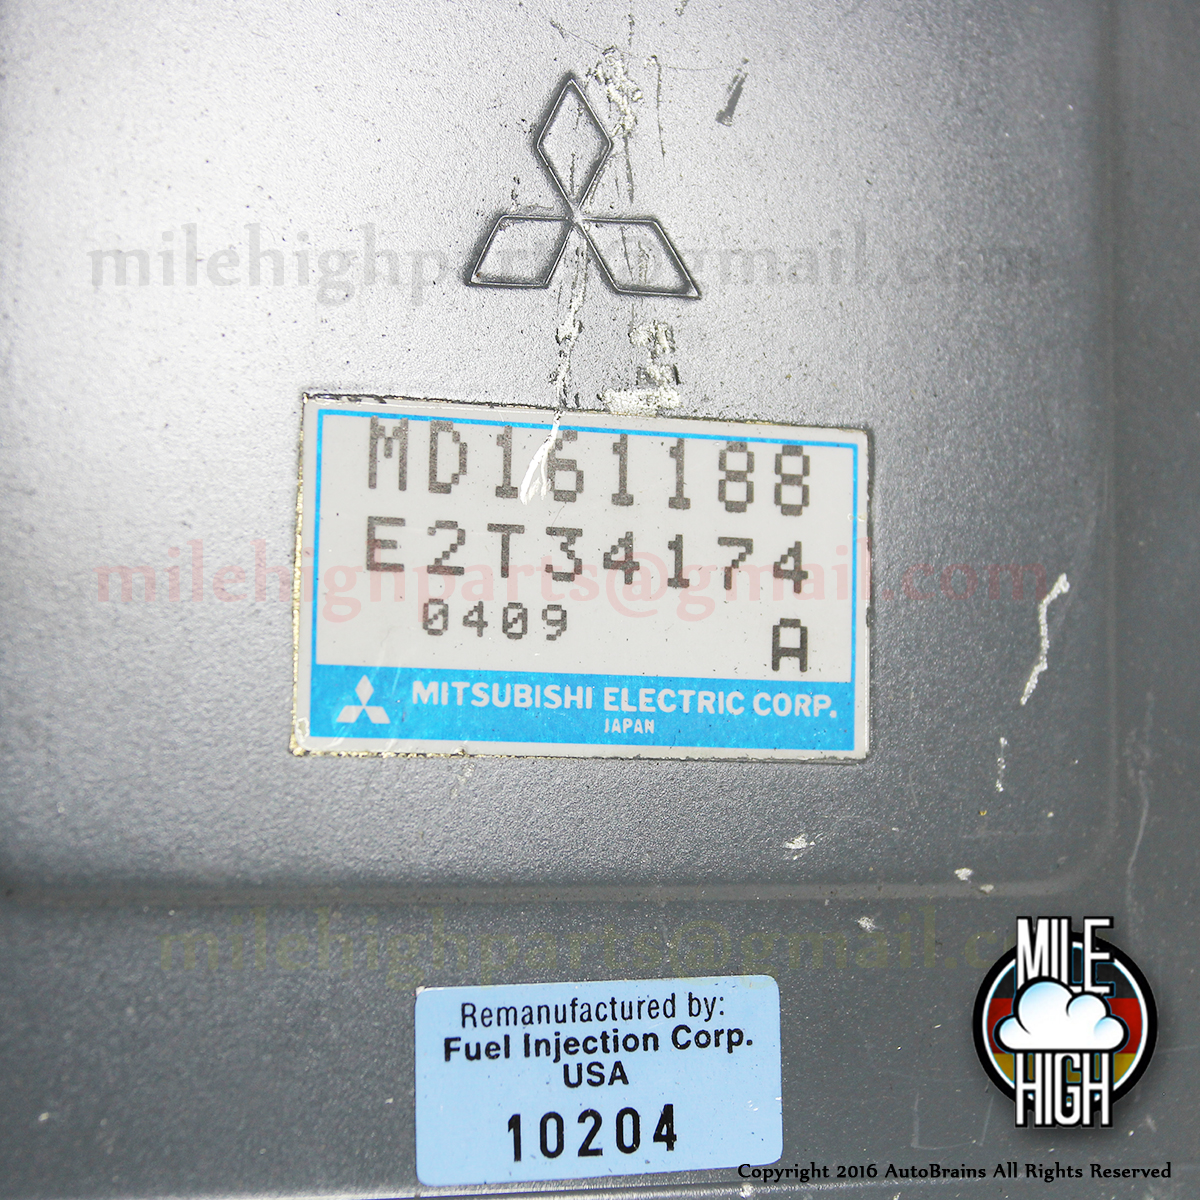 milehighparts@gmail.com
MD161188
E2T34174
milehighparts@gmail.com
0409
A
MITSUBISHI ELECTRIC CORP.
JAPAN
milehighparts@gmail.c
MILE
HIGH
Remanufactured by:
Fuel Injection Corp.
USA
10204
Copyright 2016 AutoBrains All Rights Reserved